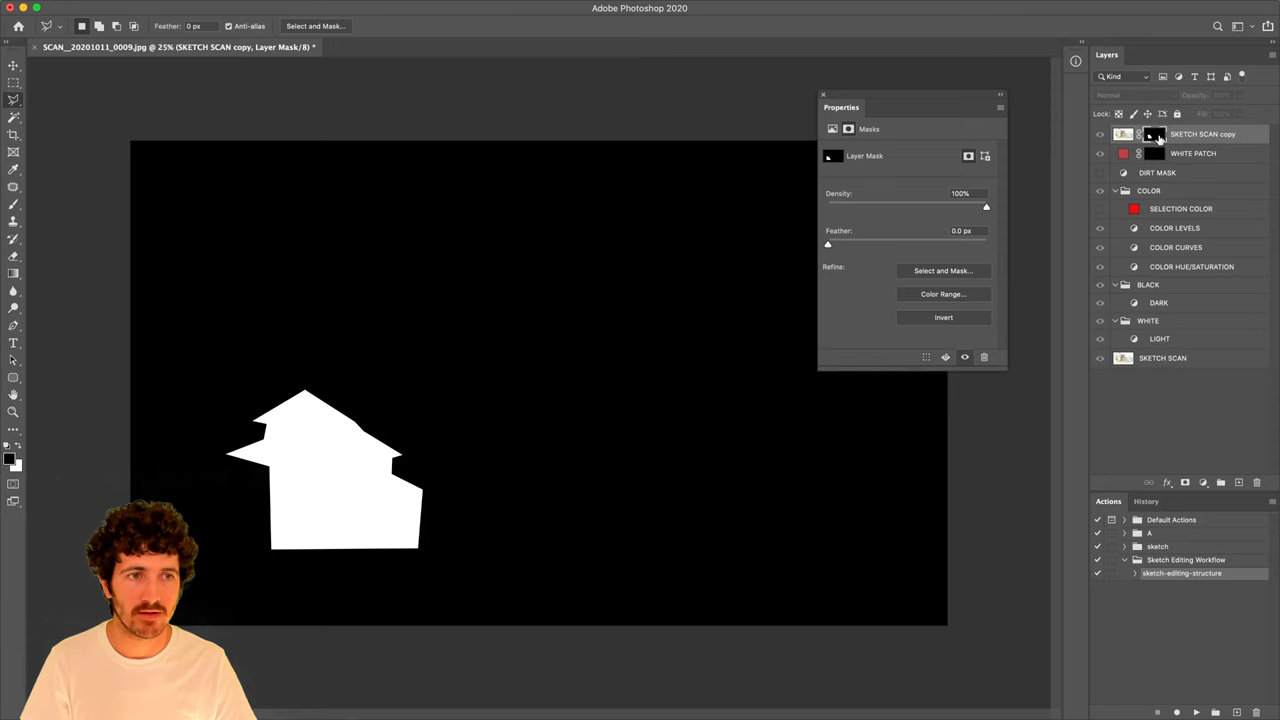 Adobe Photoshop 2020
Feather: 0 px Anti-alias Select and Mask...
SCAN__20201011_0009.jpg @ 25% (SKETCH SCAN copy, Layer Mask/8) *
Properties
Masks
Layer Mask
Density: 100%
Feather: 0.0 px
Refine: Select and Mask...
Color Range...
Invert
Layers
Kind
Normal Opacity: 100%
Lock: Fill: 100%
SKETCH SCAN copy
WHITE PATCH
DIRT MASK
COLOR
SELECTION COLOR
COLOR LEVELS
COLOR CURVES
COLOR HUE/SATURATION
BLACK
DARK
WHITE
LIGHT
SKETCH SCAN
Actions History
Default Actions
A
sketch
Sketch Editing Workflow
sketch-editing-structure